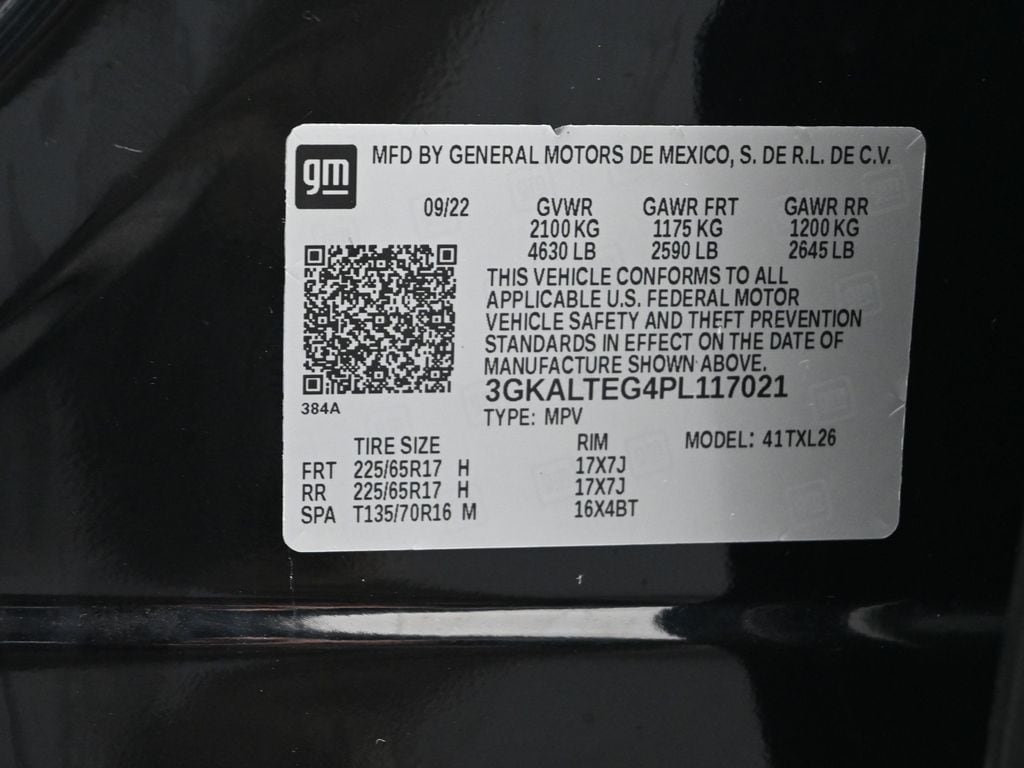 gm
MFD BY GENERAL MOTORS DE MEXICO, S. DE R.L. DE C.V.
09/22 GVWR GAWR FRT GAWR RR
2100 KG 1175 KG 1200 KG
4630 LB 2590 LB 2645 LB
THIS VEHICLE CONFORMS TO ALL
APPLICABLE U.S. FEDERAL MOTOR
VEHICLE SAFETY AND THEFT PREVENTION
STANDARDS IN EFFECT ON THE DATE OF
MANUFACTURE SHOWN ABOVE.
3GKALTEG4PL117021
384A
TYPE: MPV
TIRE SIZE RIM MODEL: 41TXL26
FRT 225/65R17 H 17X7J
RR 225/65R17 H 17X7J
SPA T135/70R16 M 16X4BT